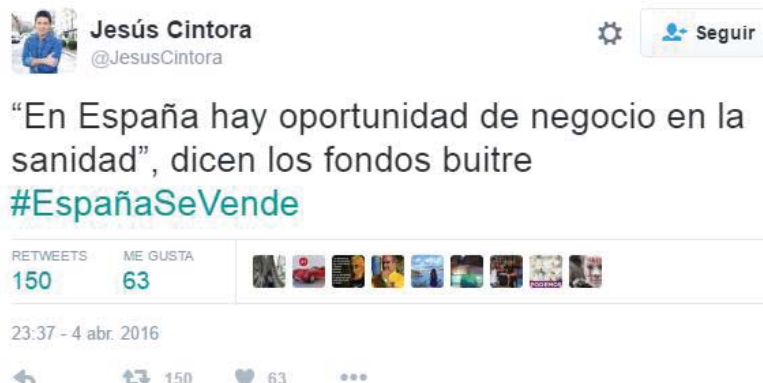 Jesús Cintora
@JesusCintora
Seguir
“En España hay oportunidad de negocio en la
sanidad”, dicen los fondos buitre
#EspañaSeVende
RETWEETS ME GUSTA
150 63
PODEMOS
23:37 - 4 abr. 2016
150 63